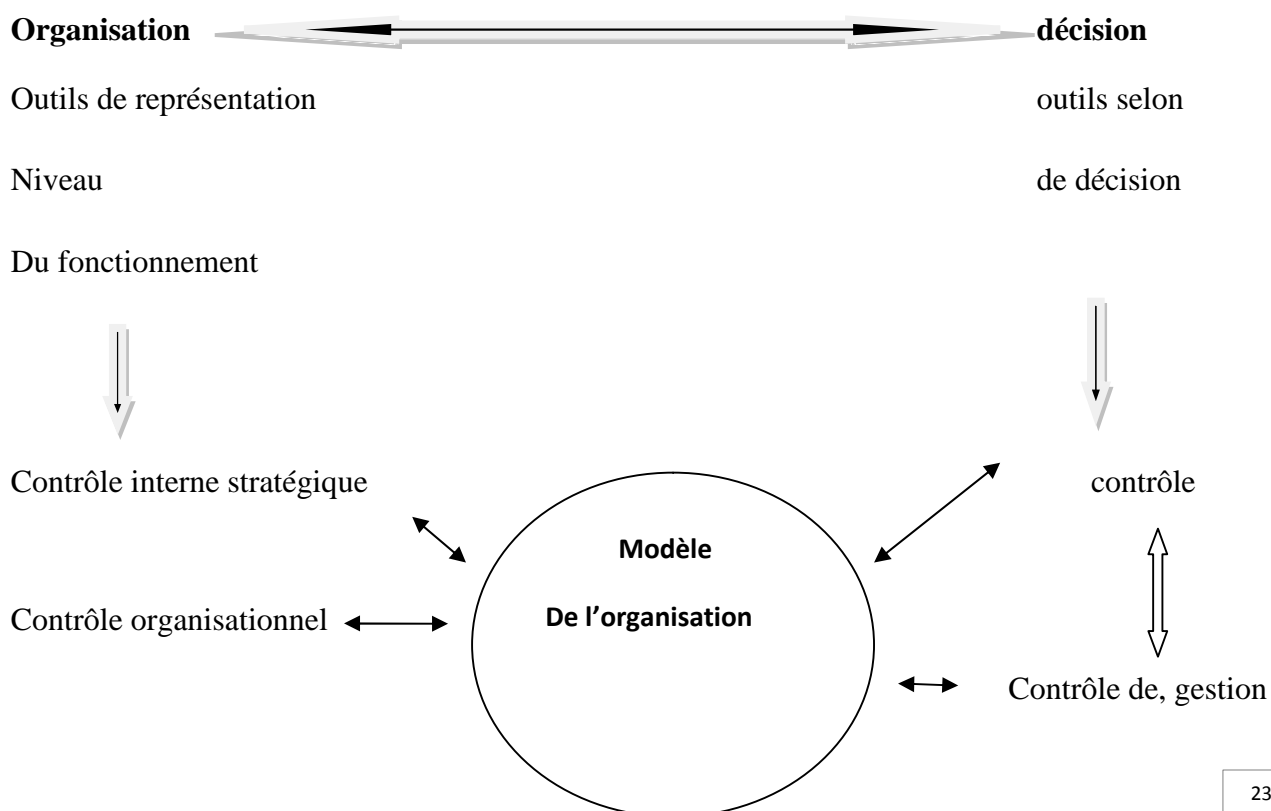 Organisation décision
Outils de représentation outils selon
Niveau de décision
Du fonctionnement
Contrôle interne stratégique contrôle
Modèle
De l’organisation
Contrôle organisationnel
Contrôle de, gestion
23